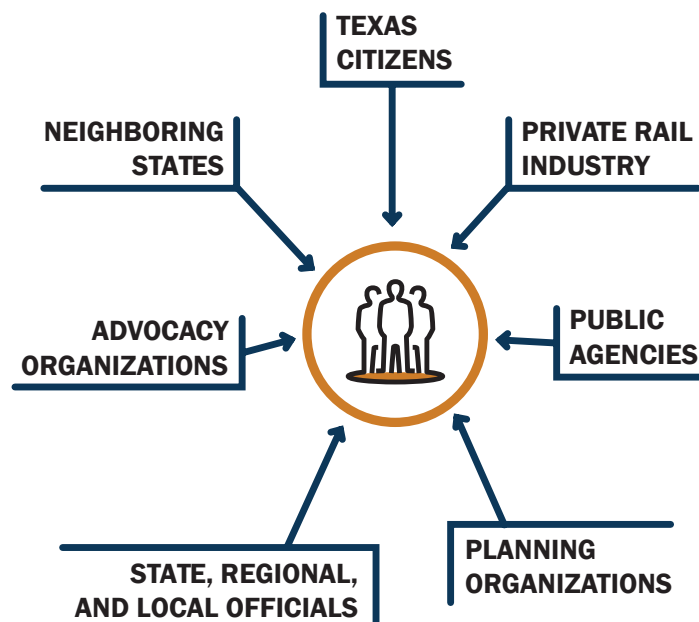 TEXAS
CITIZENS
NEIGHBORING
STATES
PRIVATE RAIL
INDUSTRY
ADVOCACY
ORGANIZATIONS
PUBLIC
AGENCIES
STATE, REGIONAL,
AND LOCAL OFFICIALS
PLANNING
ORGANIZATIONS